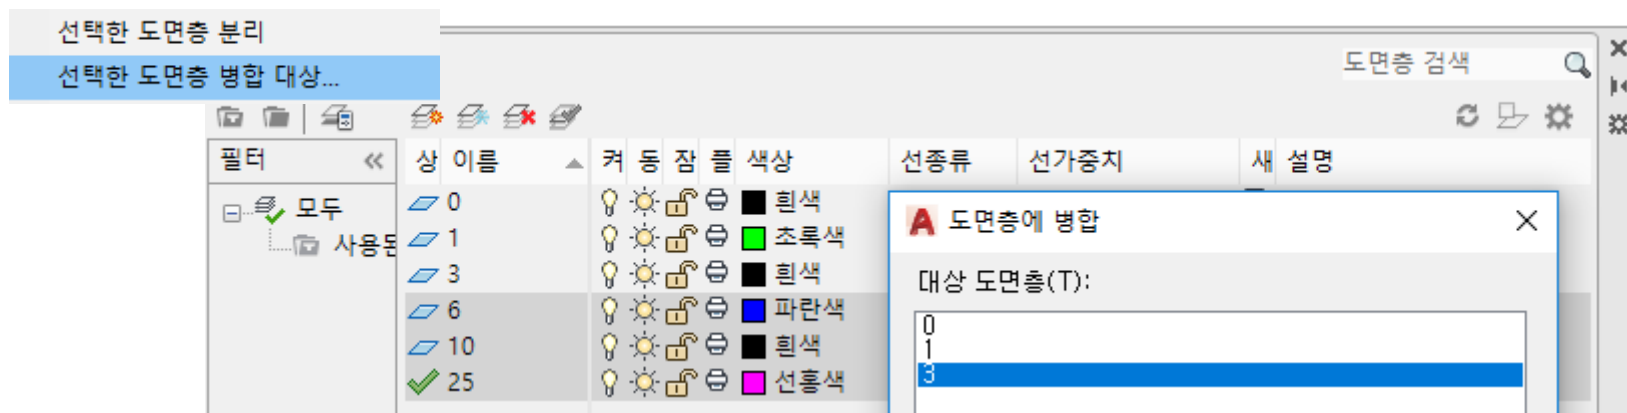 선택한 도면층 분리
선택한 도면층 병합 대상...
도면층 검색
필터 상 이름 켜 동 잠 플 색상 선종류 선가중치 새 설명
모두
사용된
0 흰색
1 초록색
3 흰색
6 파란색
10 흰색
25 선홍색
도면층에 병합
대상 도면층(T):
0
1
3